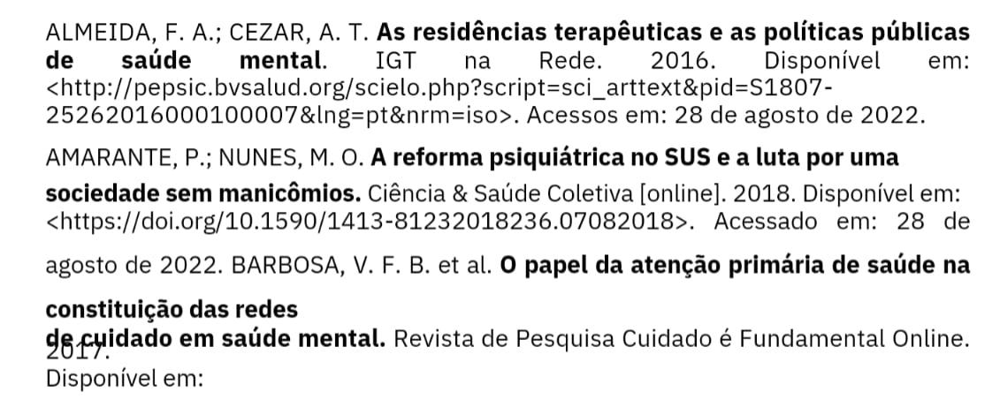 ALMEIDA, F. A.; CEZAR, A. T. As residências terapêuticas e as políticas públicas
de saúde mental. IGT na Rede. 2016. Disponível em:
<http://pepsic.bvsalud.org/scielo.php?script=sci_arttext&pid=S1807-
25262016000100007&lng=pt&nrm=iso>. Acessos em: 28 de agosto de 2022.
AMARANTE, P.; NUNES, M. O. A reforma psiquiátrica no SUS e a luta por uma
sociedade sem manicômios. Ciência & Saúde Coletiva [online]. 2018. Disponível em:
<https://doi.org/10.1590/1413-81232018236.07082018>. Acessado em: 28 de
agosto de 2022. BARBOSA, V. F. B. et al. O papel da atenção primária de saúde na
constituição das redes
de cuidado em saúde mental. Revista de Pesquisa Cuidado é Fundamental Online.
2017.
Disponível em: